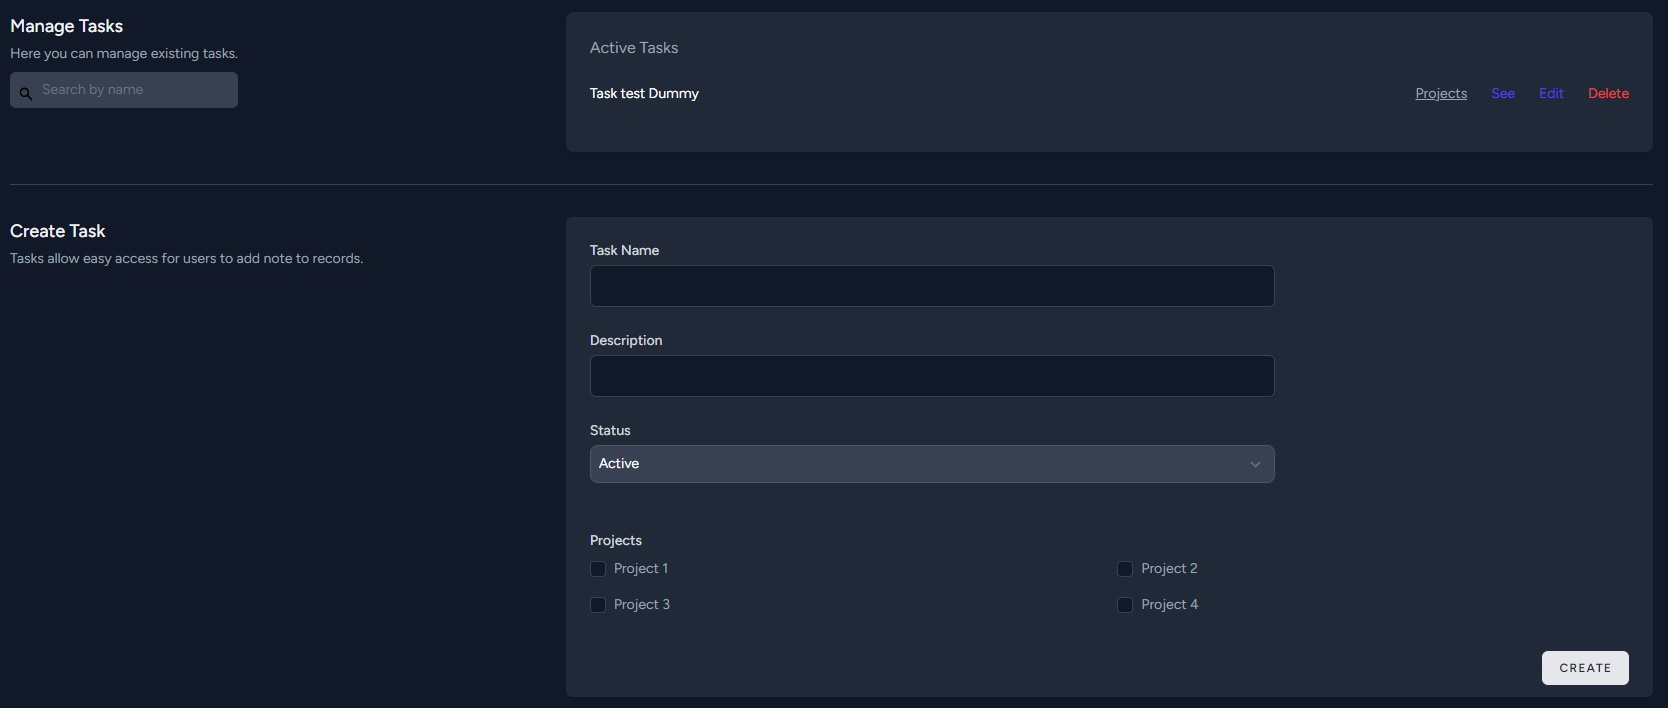 Manage Tasks
Here you can manage existing tasks.
Search by name
Active Tasks
Task test Dummy
Projects See Edit Delete
Create Task
Tasks allow easy access for users to add note to records.
Task Name
Description
Status
Active
Projects
Project 1
Project 2
Project 3
Project 4
CREATE